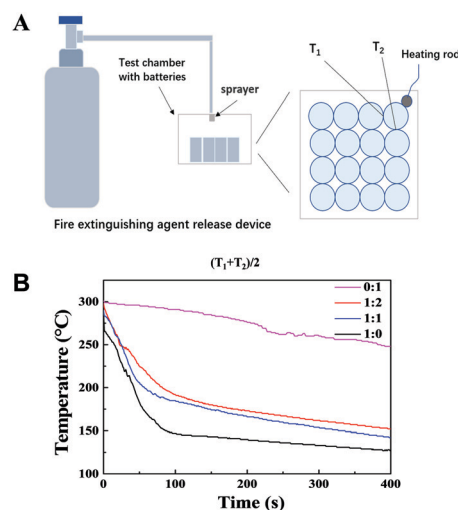 A
Test chamber
with batteries
sprayer
T1
T2
Heating rod
Fire extinguishing agent release device
B
(T1+T2)/2
0:1
1:2
1:1
1:0
300
250
200
150
100
0
100
200
300
400
Temperature (°C)
Time (s)